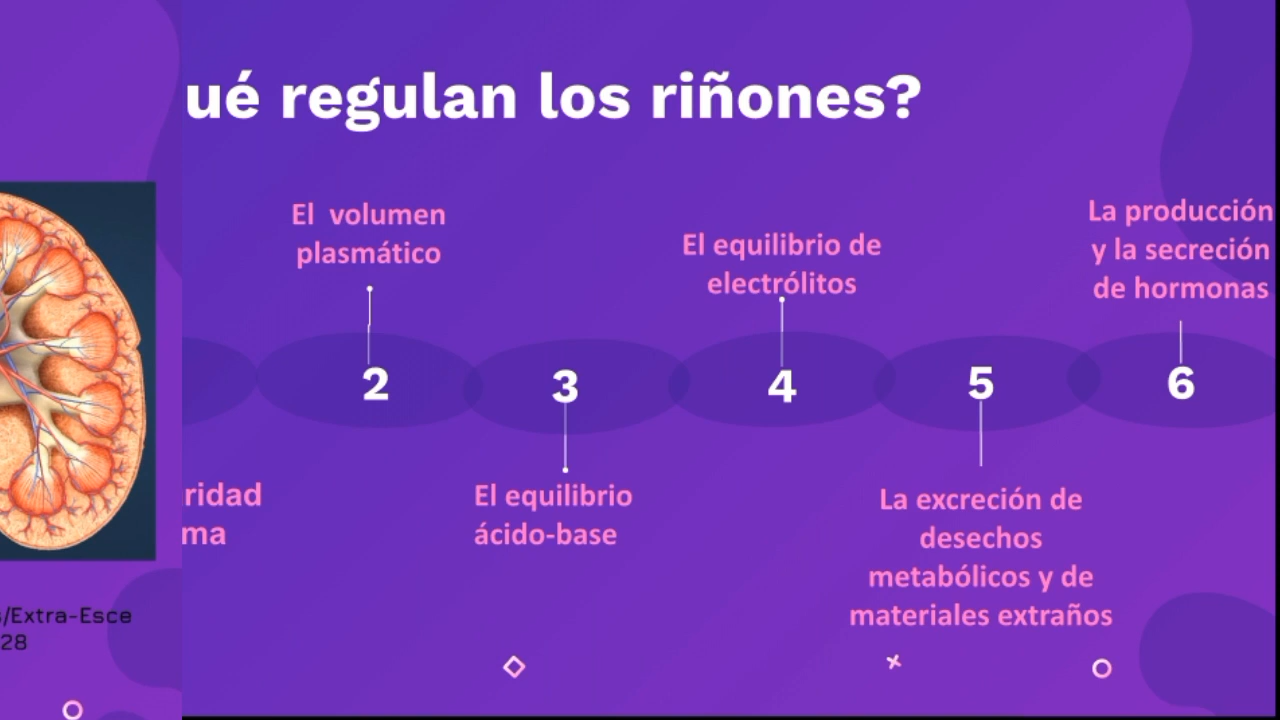 ué regulan los riñones?
El volumen
plasmático
El equilibrio de
electrólitos
La producción
y la secreción
de hormonas
2
3
4
5
6
ridad
ma
El equilibrio
ácido-base
La excreción de
desechos
metabólicos y de
materiales extraños
/Extra-Esce
28